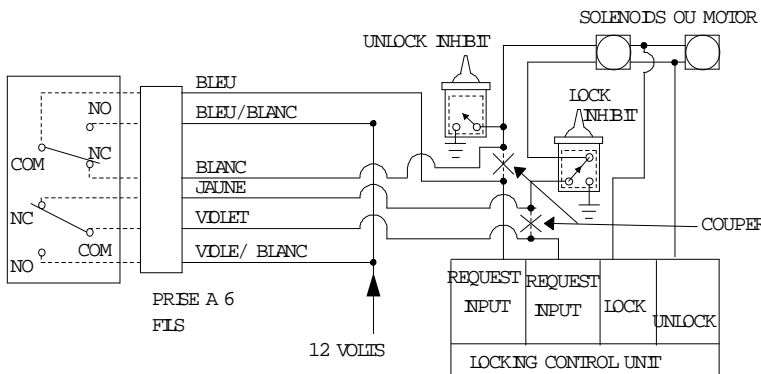 SOLENOIDS OU MOTOR
UNLOCK INHIBIT
BLEU
NO
BLEU/BLANC
LOCK
INHIBIT
NC
COM
BLANC
JAUNE
NC
VIOLET
COUPER
COM
NO
VIOLE/ BLANC
REQUEST
INPUT
REQUEST
INPUT
LOCK
UNLOCK
PRISE A 6
FILS
12 VOLTS
LOCKING CONTROL UNIT